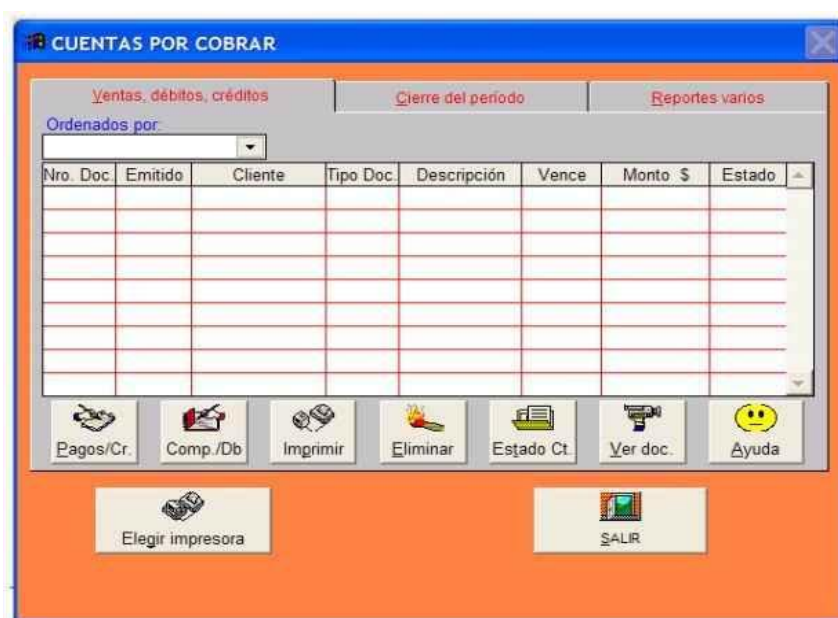 CUENTAS POR COBRAR
Ventas, débitos, créditos
Cierre del período
Reportes varios
Ordenados por:
Nro. Doc. Emitido Cliente Tipo Doc. Descripción Vence Monto $ Estado
Pagos/Cr. Comp./Db Imprimir Eliminar Estado Ct. Ver doc. Ayuda
Elegir impresora SALIR